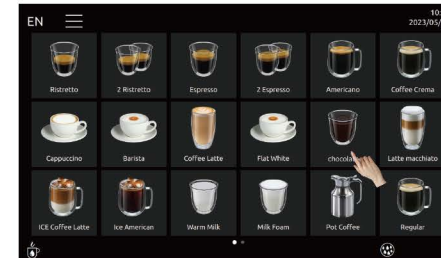 EN
10:
2023/05/
Ristretto
2 Ristretto
Espresso
2 Espresso
Americano
Coffee Crema
Cappuccino
Barista
Coffee Latte
Flat White
chocola
Latte macchiato
ICE Coffee Latte
Ice American
Warm Milk
Milk Foam
Pot Coffee
Regular